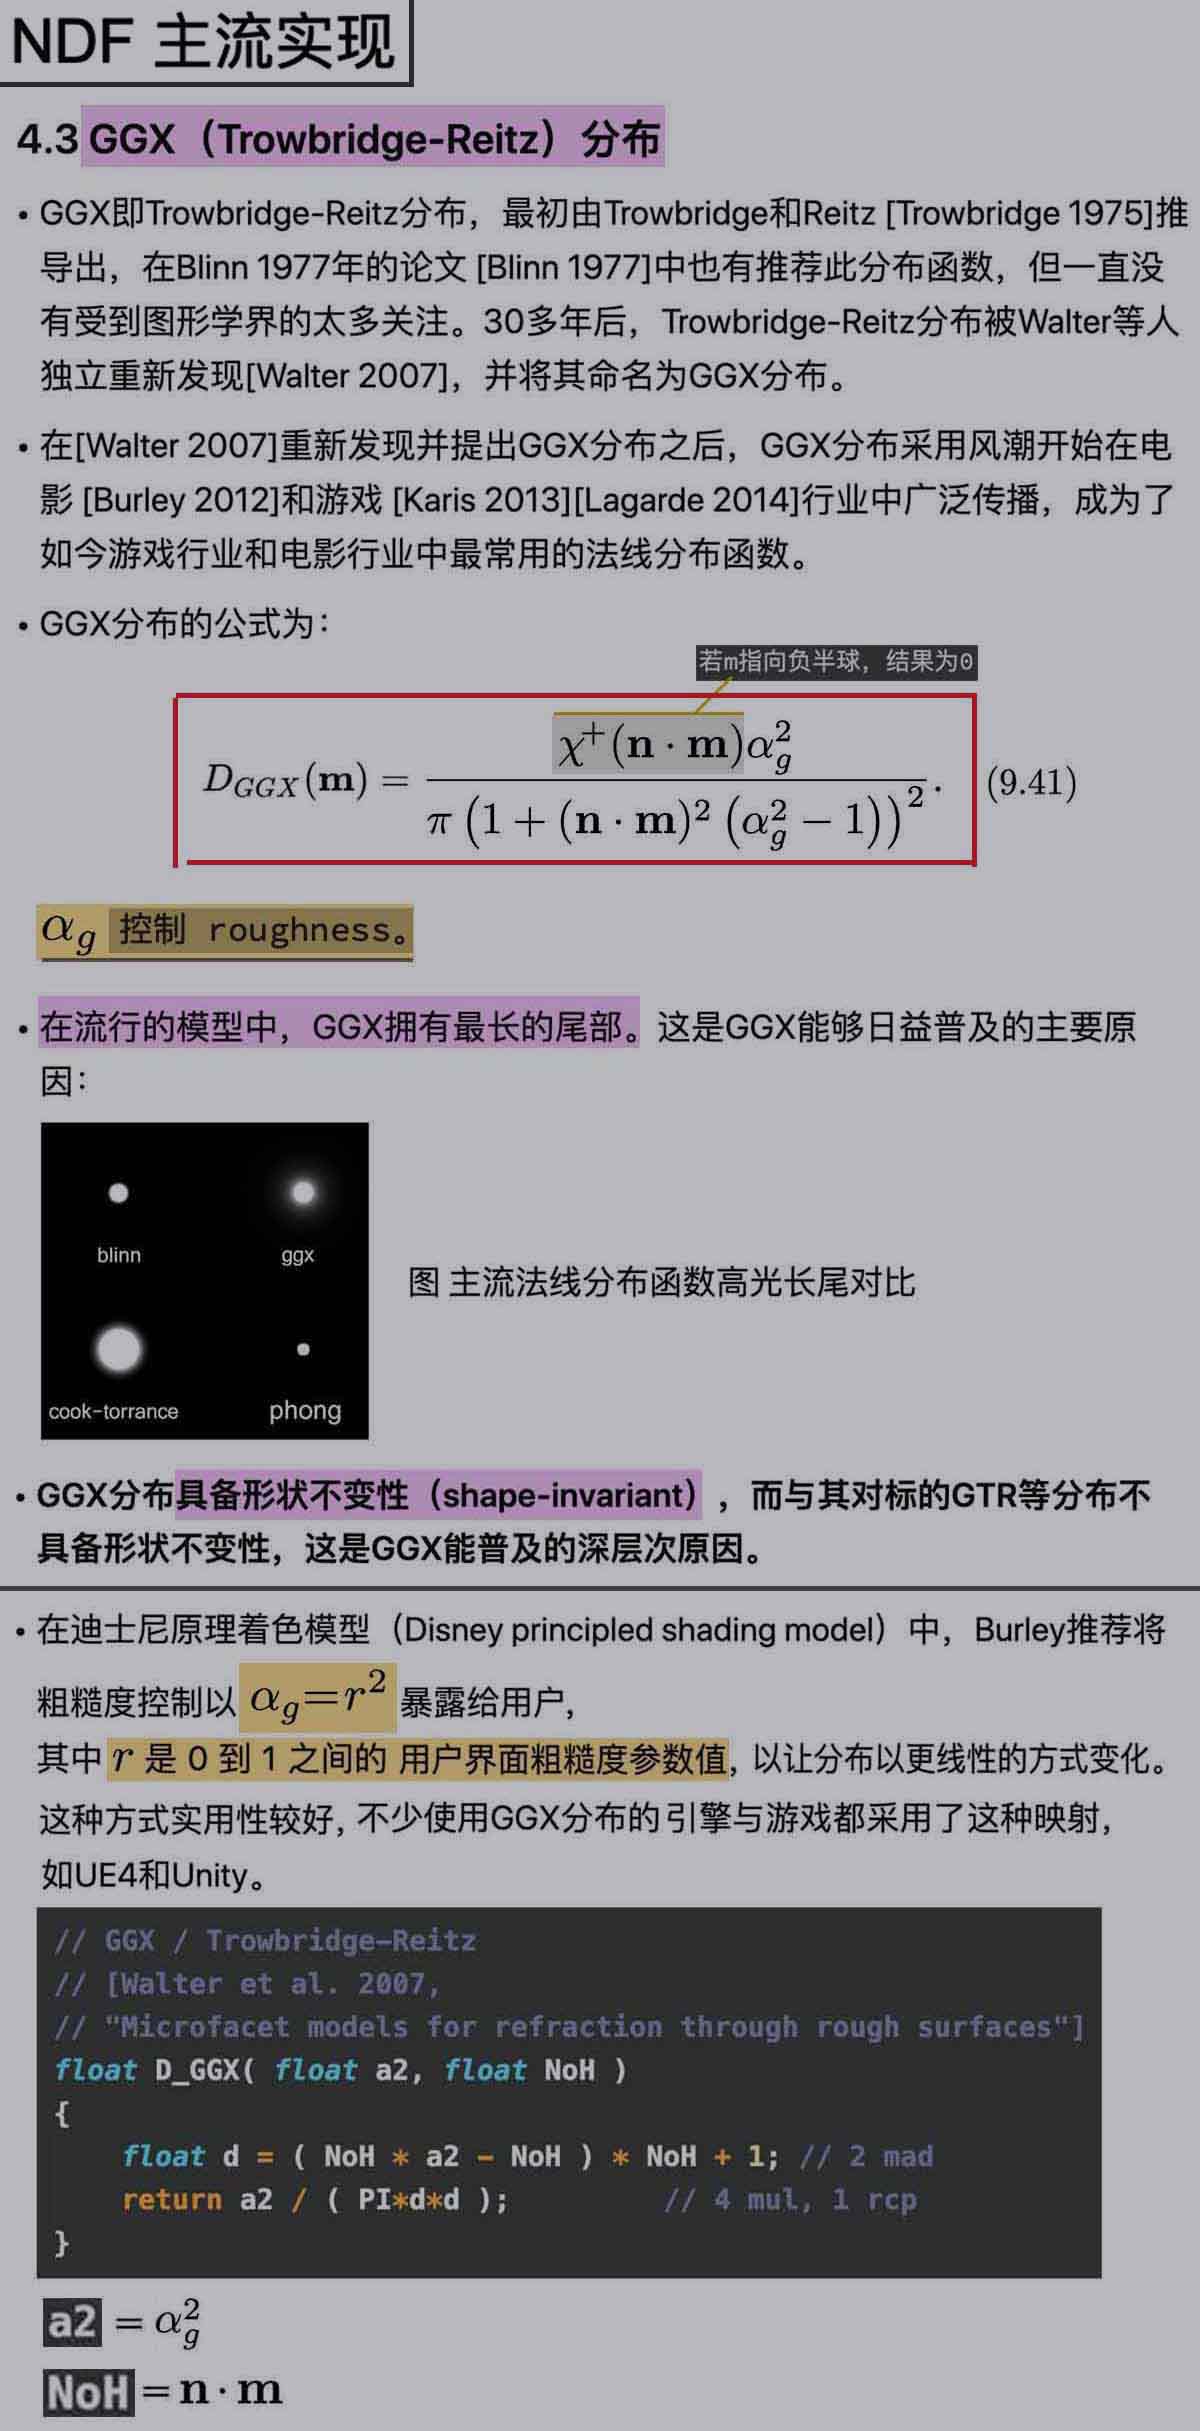 NDF 主流实现
4.3 GGX（Trowbridge-Reitz）分布
• GGX即Trowbridge-Reitz分布，最初由Trowbridge和Reitz [Trowbridge 1975]推
导出，在Blinn 1977年的论文 [Blinn 1977]中也有推荐此分布函数，但一直没
有受到图形学界的太多关注。30多年后，Trowbridge-Reitz分布被Walter等人
独立重新发现[Walter 2007]，并将其命名为GGX分布。
• 在[Walter 2007]重新发现并提出GGX分布之后，GGX分布采用风潮开始在电
影 [Burley 2012]和游戏 [Karis 2013][Lagarde 2014]行业中广泛传播，成为了
如今游戏行业和电影行业中最常用的法线分布函数。
• GGX分布的公式为：
若m指向负半球，结果为0
D_{GGX}(m) = \frac{χ^+(n · m)α_g^2}{π(1 + (n · m)^2 (α_g^2 − 1))^2}. (9.41)
α_g 控制 roughness。
• 在流行的模型中，GGX拥有最长的尾部。这是GGX能够日益普及的主要原
因：
blinn ggx
图 主流法线分布函数高光长尾对比
cook-torrance phong
• GGX分布具备形状不变性（shape-invariant），而与其对标的GTR等分布不
具备形状不变性，这是GGX能普及的深层次原因。
• 在迪士尼原理着色模型（Disney principled shading model）中，Burley推荐将
粗糙度控制以 α_g=r^2 暴露给用户,
其中 r 是 0 到 1 之间的 用户界面粗糙度参数值，以让分布以更线性的方式变化。
这种方式实用性较好, 不少使用GGX分布的 引擎与游戏都采用了这种映射，
如UE4和Unity。
// GGX / Trowbridge-Reitz
// [Walter et al. 2007,
// "Microfacet models for refraction through rough surfaces"]
float D_GGX( float a2, float NoH )
{
float d = ( NoH * a2 - NoH ) * NoH + 1; // 2 mad
return a2 / ( PI*d*d ); // 4 mul, 1 rcp
}
a2 = α_g^2
NoH = n · m